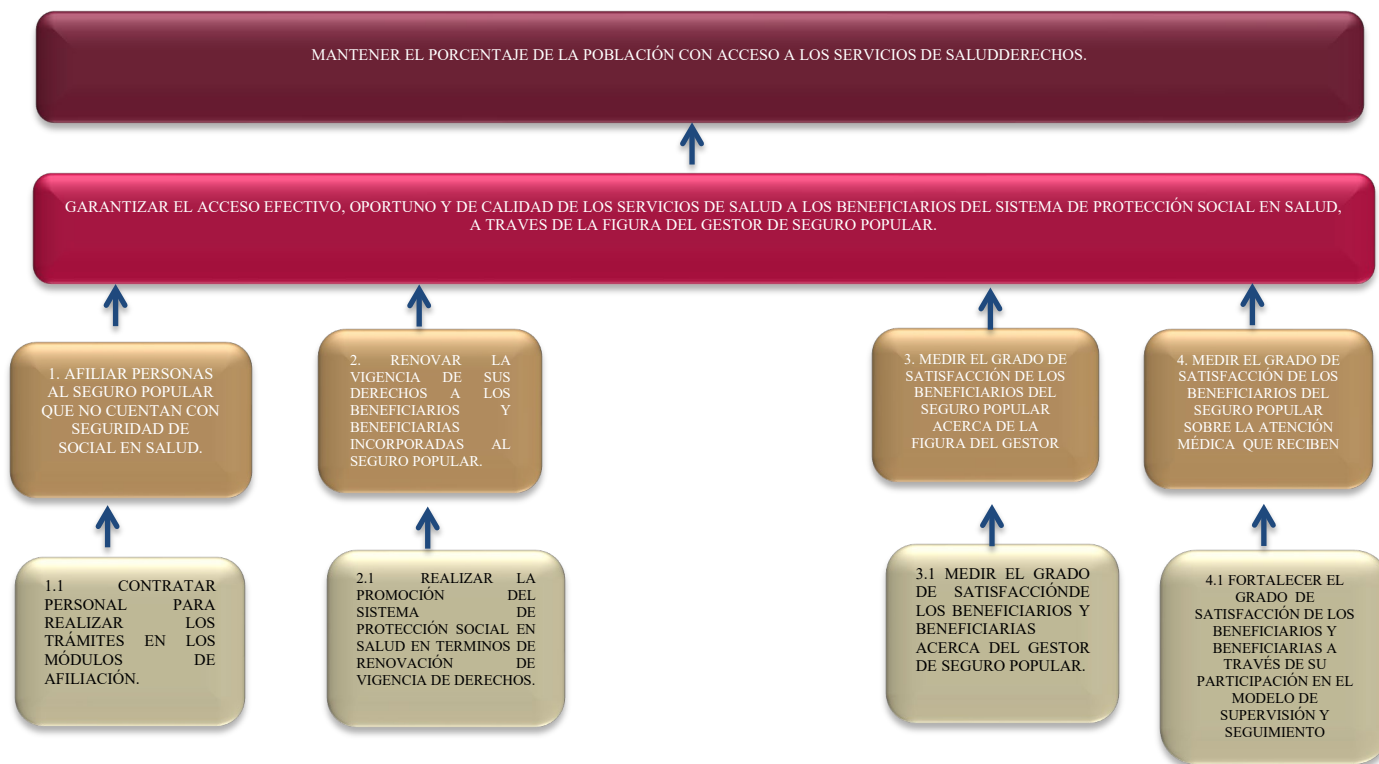 MANTENER EL PORCENTAJE DE LA POBLACIÓN CON ACCESO A LOS SERVICIOS DE SALUDDERECHOS.
GARANTIZAR EL ACCESO EFECTIVO, OPORTUNO Y DE CALIDAD DE LOS SERVICIOS DE SALUD A LOS BENEFICIARIOS DEL SISTEMA DE PROTECCIÓN SOCIAL EN SALUD,
A TRAVES DE LA FIGURA DEL GESTOR DE SEGURO POPULAR.
1. AFILIAR PERSONAS
AL SEGURO POPULAR
QUE NO CUENTAN CON
SEGURIDAD DE
SOCIAL EN SALUD.
2. RENOVAR LA
VIGENCIA DE SUS
DERECHOS A LOS
BENEFICIARIOS Y
BENEFICIARIAS
INCORPORADAS AL
SEGURO POPULAR.
3. MEDIR EL GRADO DE
SATISFACCIÓN DE LOS
BENEFICIARIOS DEL
SEGURO POPULAR
ACERCA DE LA
FIGURA DEL GESTOR
4. MEDIR EL GRADO DE
SATISFACCIÓN DE LOS
BENEFICIARIOS DEL
SEGURO POPULAR
SOBRE LA ATENCIÓN
MÉDICA QUE RECIBEN
1.1 CONTRATAR
PERSONAL PARA
REALIZAR LOS
TRÁMITES EN LOS
MÓDULOS DE
AFILIACIÓN.
2.1 REALIZAR LA
PROMOCIÓN DEL
SISTEMA DE
PROTECCIÓN SOCIAL EN
SALUD EN TERMINOS DE
RENOVACIÓN DE
VIGENCIA DE DERECHOS.
3.1 MEDIR EL GRADO
DE SATISFACCIÓNDE
LOS BENEFICIARIOS Y
BENEFICIARIAS
ACERCA DEL GESTOR
DE SEGURO POPULAR.
4.1 FORTALECER EL
GRADO DE
SATISFACCIÓN DE LOS
BENEFICIARIOS Y
BENEFICIARIAS A
TRAVÉS DE SU
PARTICIPACIÓN EN EL
MODELO DE
SUPERVISIÓN Y
SEGUIMIENTO